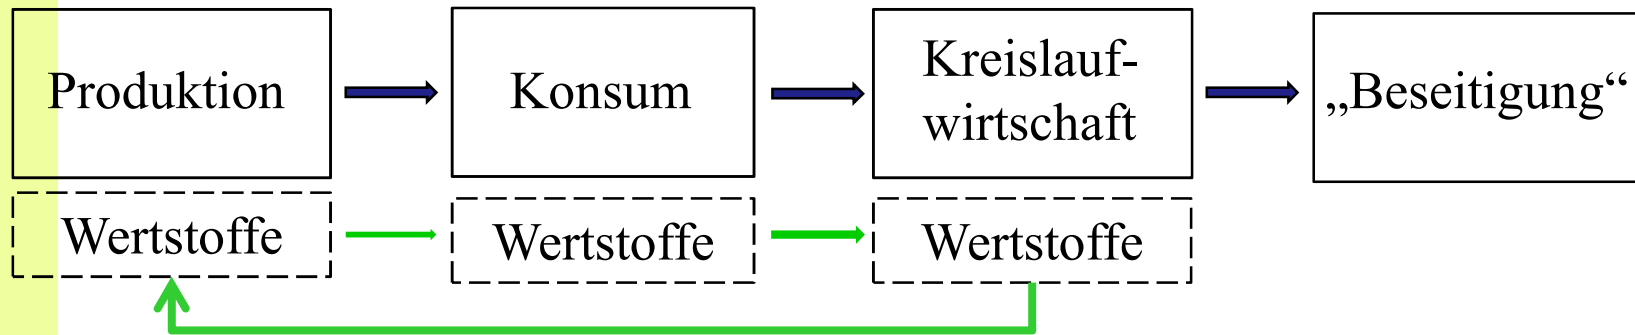 Produktion
Konsum
Kreislauf-
wirtschaft
„Beseitigung“
Wertstoffe
Wertstoffe
Wertstoffe